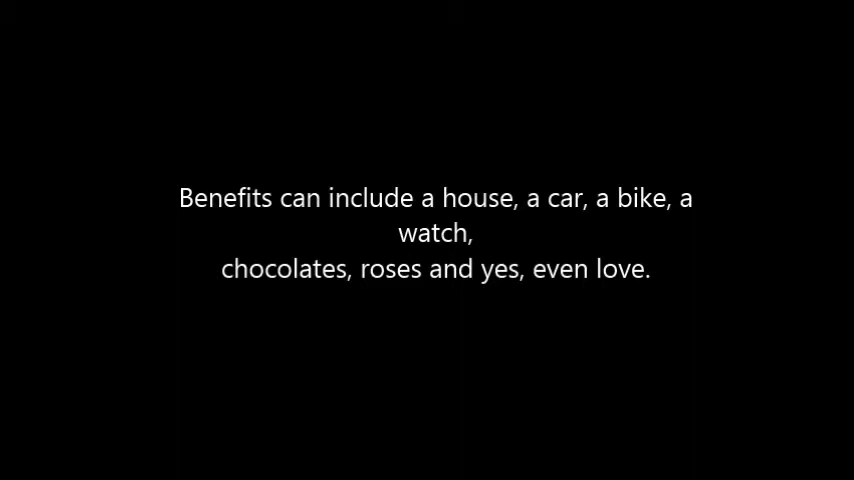 Benefits can include a house, a car, a bike, a
watch,
chocolates, roses and yes, even love.